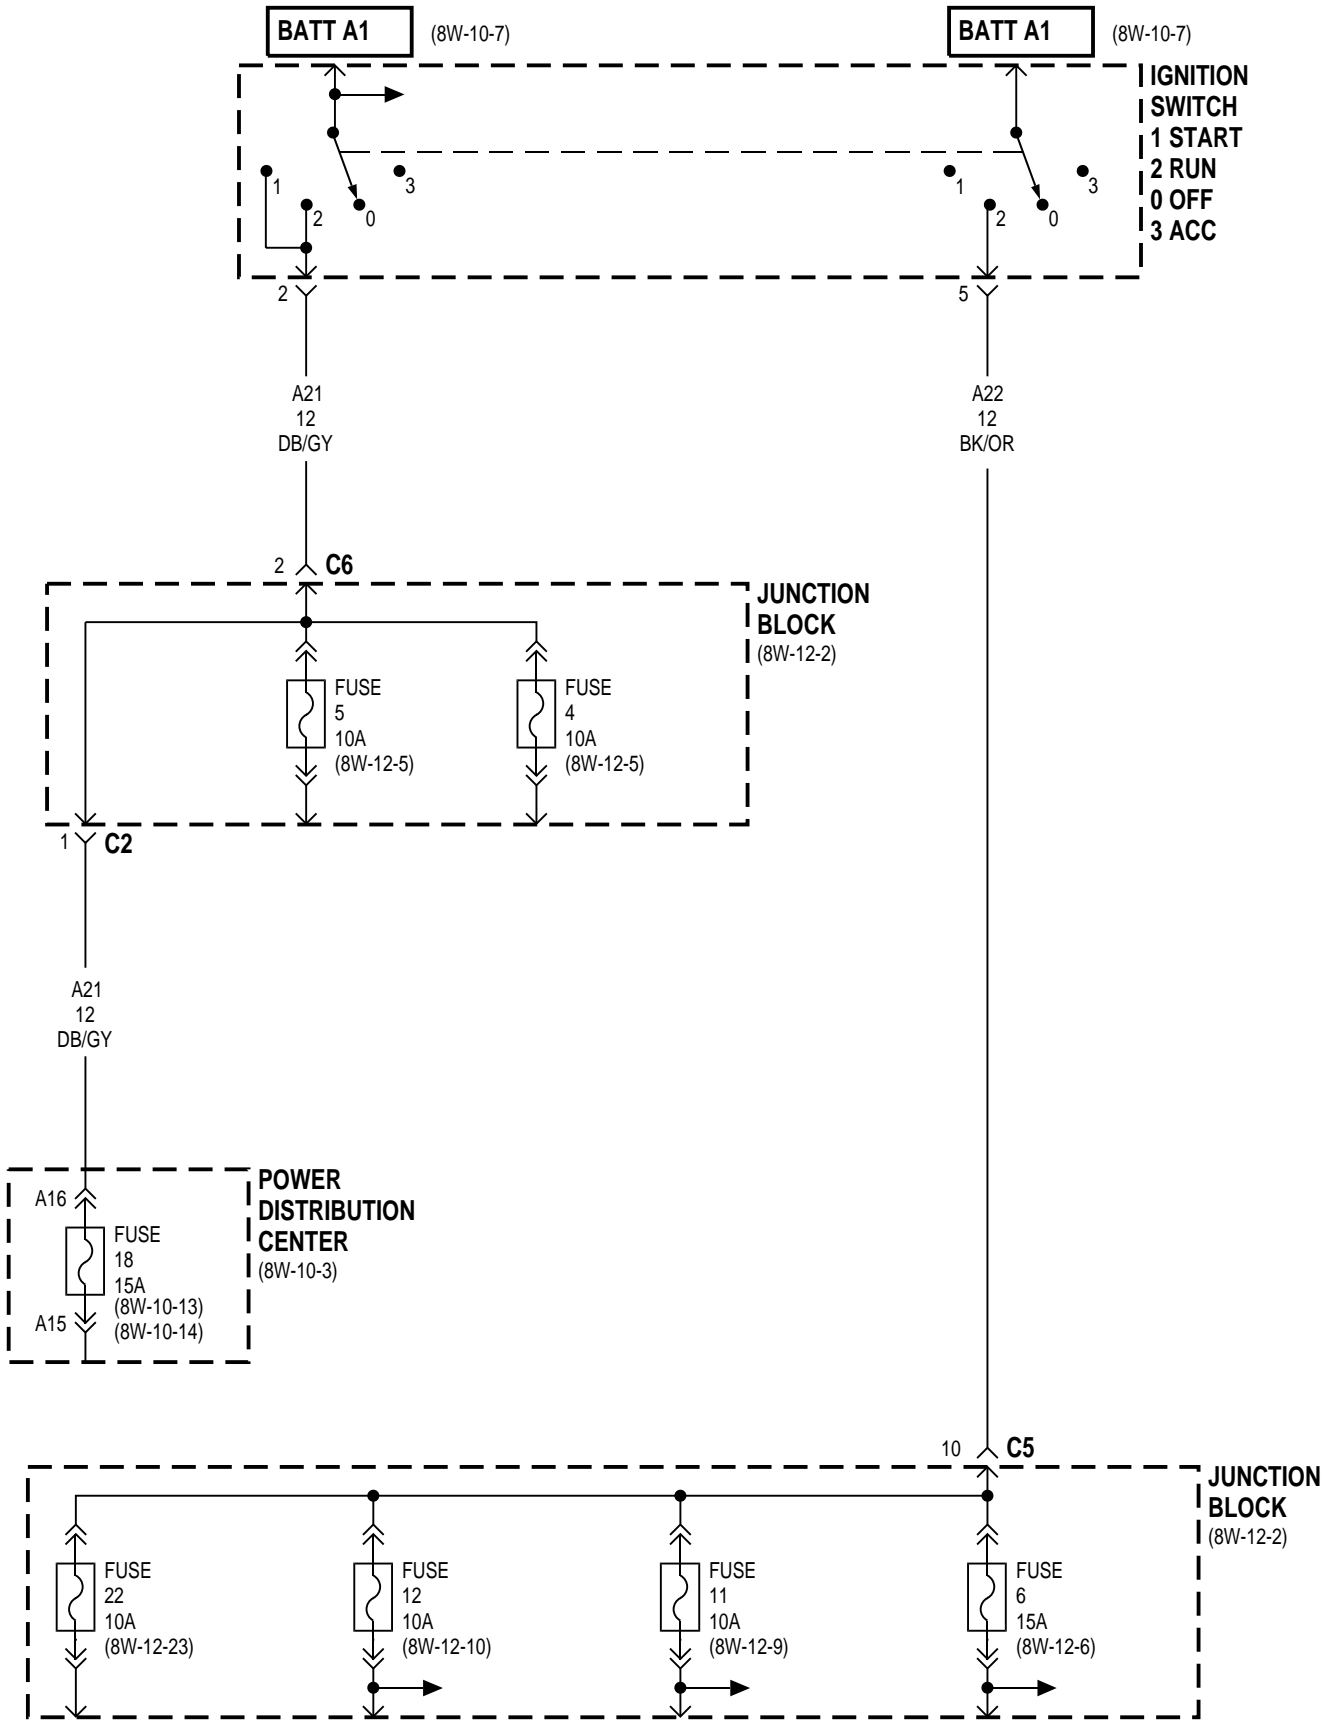 BATT A1
(8W-10-7)
BATT A1
(8W-10-7)
IGNITION
SWITCH
1 START
2 RUN
0 OFF
3 ACC
1
2
0
3
1
2
0
3
2
5
A21
12
DB/GY
A22
12
BK/OR
2
C6
JUNCTION
BLOCK
(8W-12-2)
FUSE
5
10A
(8W-12-5)
FUSE
4
10A
(8W-12-5)
1
C2
A21
12
DB/GY
POWER
DISTRIBUTION
CENTER
(8W-10-3)
A16
FUSE
18
15A
(8W-10-13)
(8W-10-14)
A15
10
C5
JUNCTION
BLOCK
(8W-12-2)
FUSE
22
10A
(8W-12-23)
FUSE
12
10A
(8W-12-10)
FUSE
11
10A
(8W-12-9)
FUSE
6
15A
(8W-12-6)